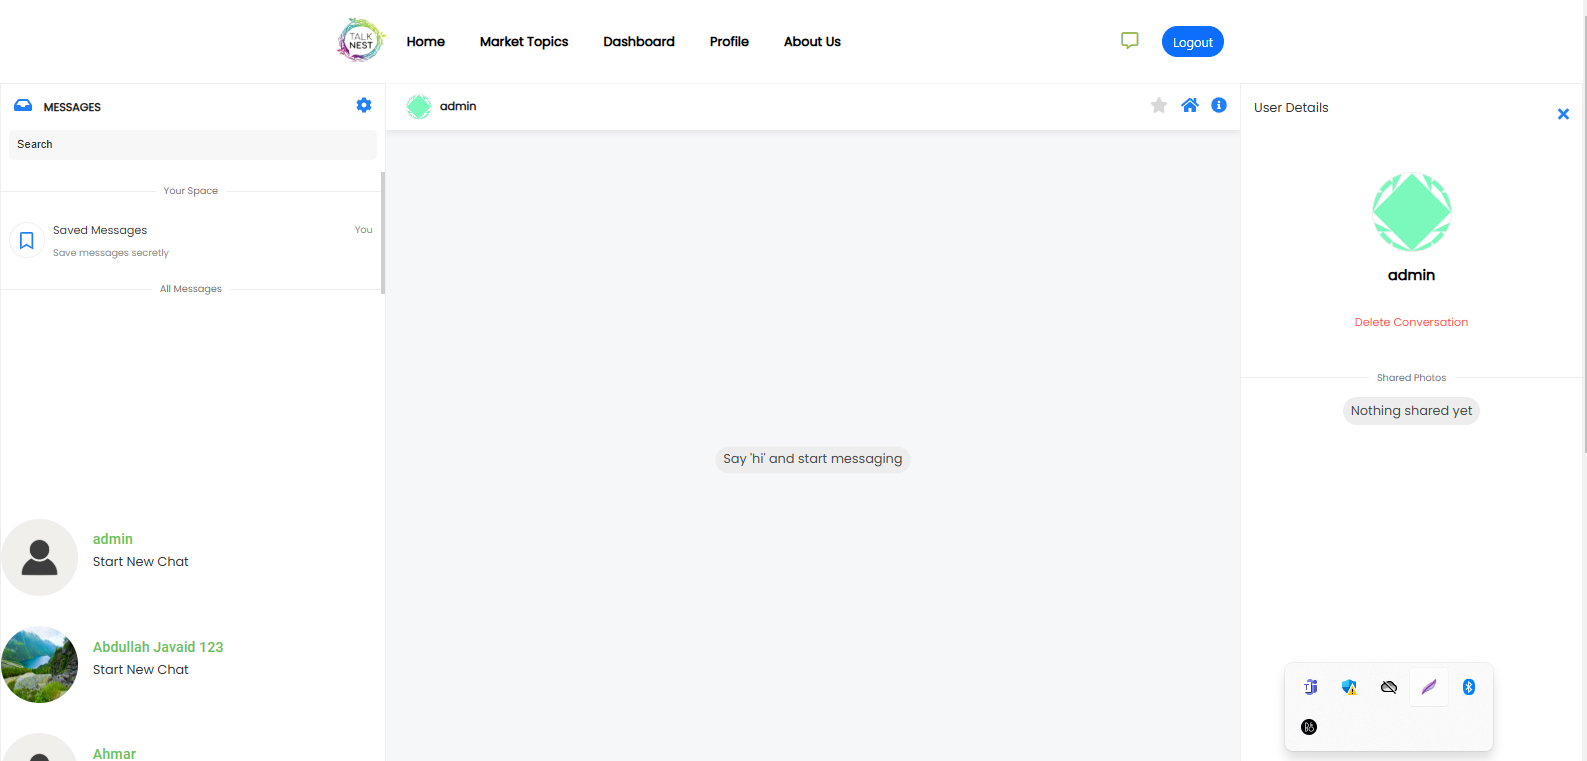 TALK
NEST
Home
Market Topics
Dashboard
Profile
About Us
Logout
MESSAGES
Search
Your Space
Saved Messages
You
Save messages secretly
All Messages
admin
Start New Chat
Abdullah Javaid 123
Start New Chat
Ahmar
admin
Say 'hi' and start messaging
User Details
admin
Delete Conversation
Shared Photos
Nothing shared yet